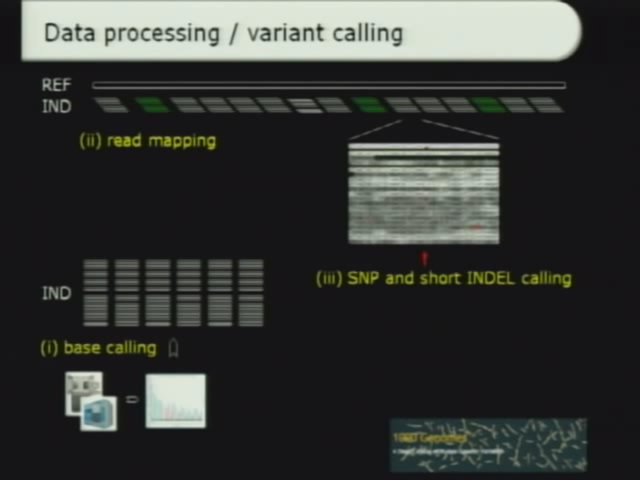 Data processing / variant calling
REF
IND
(ii) read mapping
(iii) SNP and short INDEL calling
IND
(i) base calling
1000 Genomes